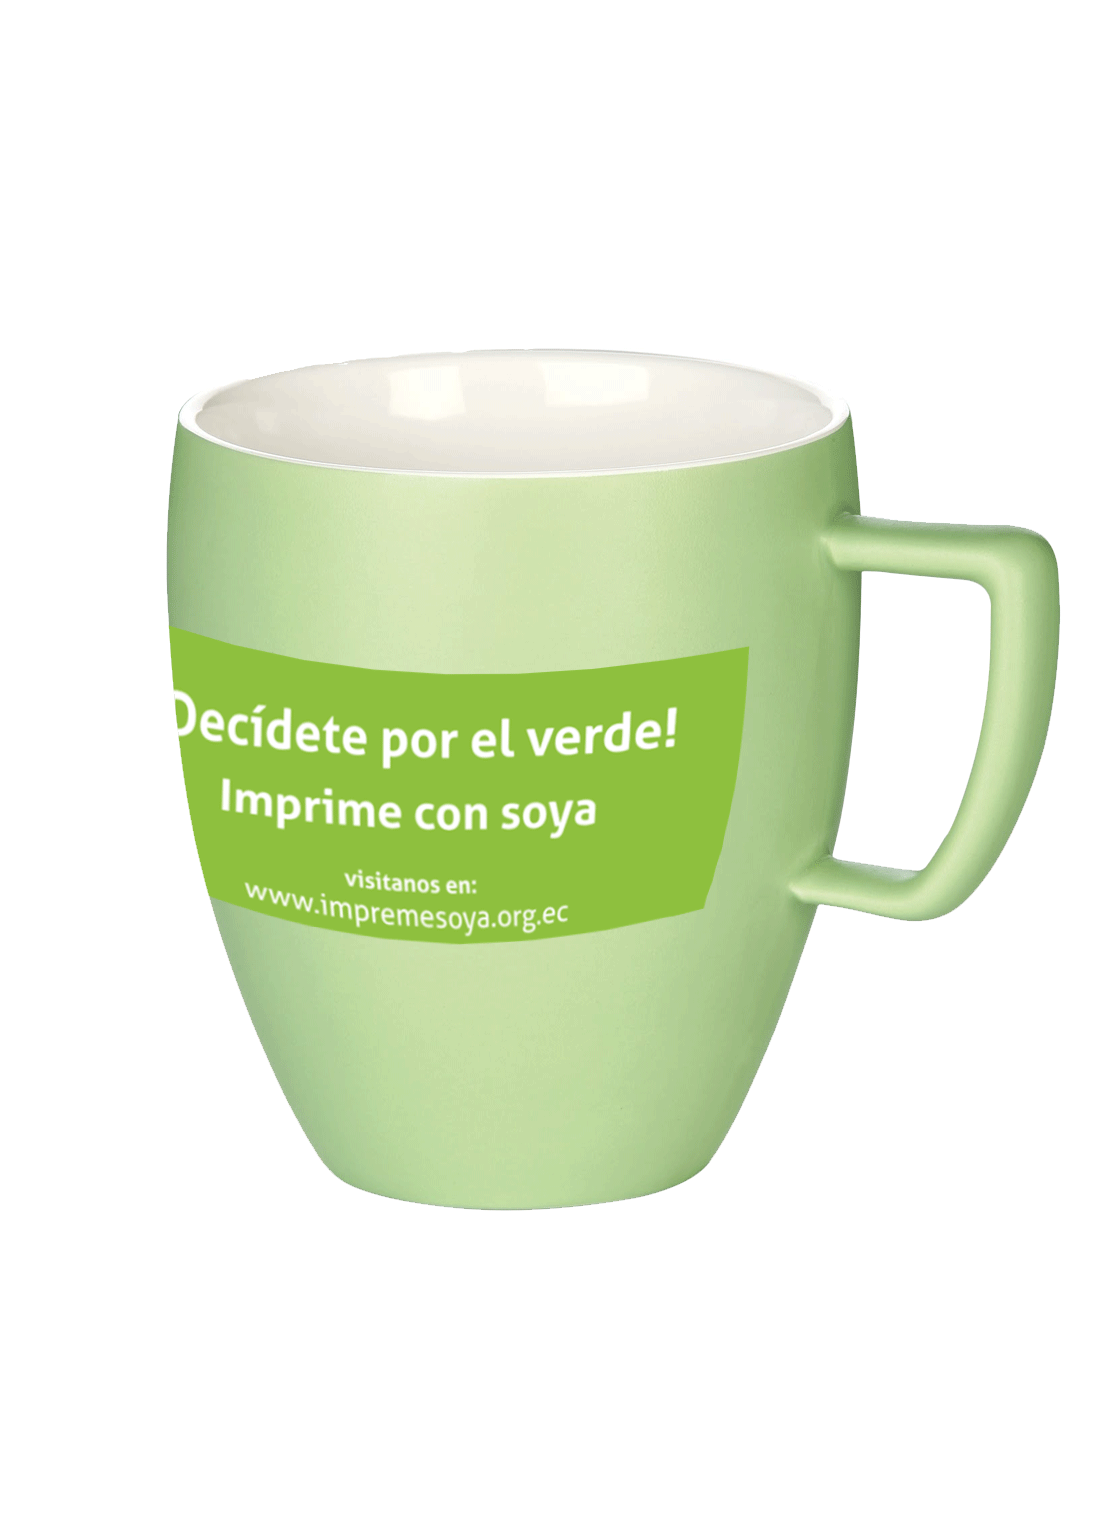 Decídete por el verde!
Imprime con soya
visitanos en:
www.impremesoya.org.ec